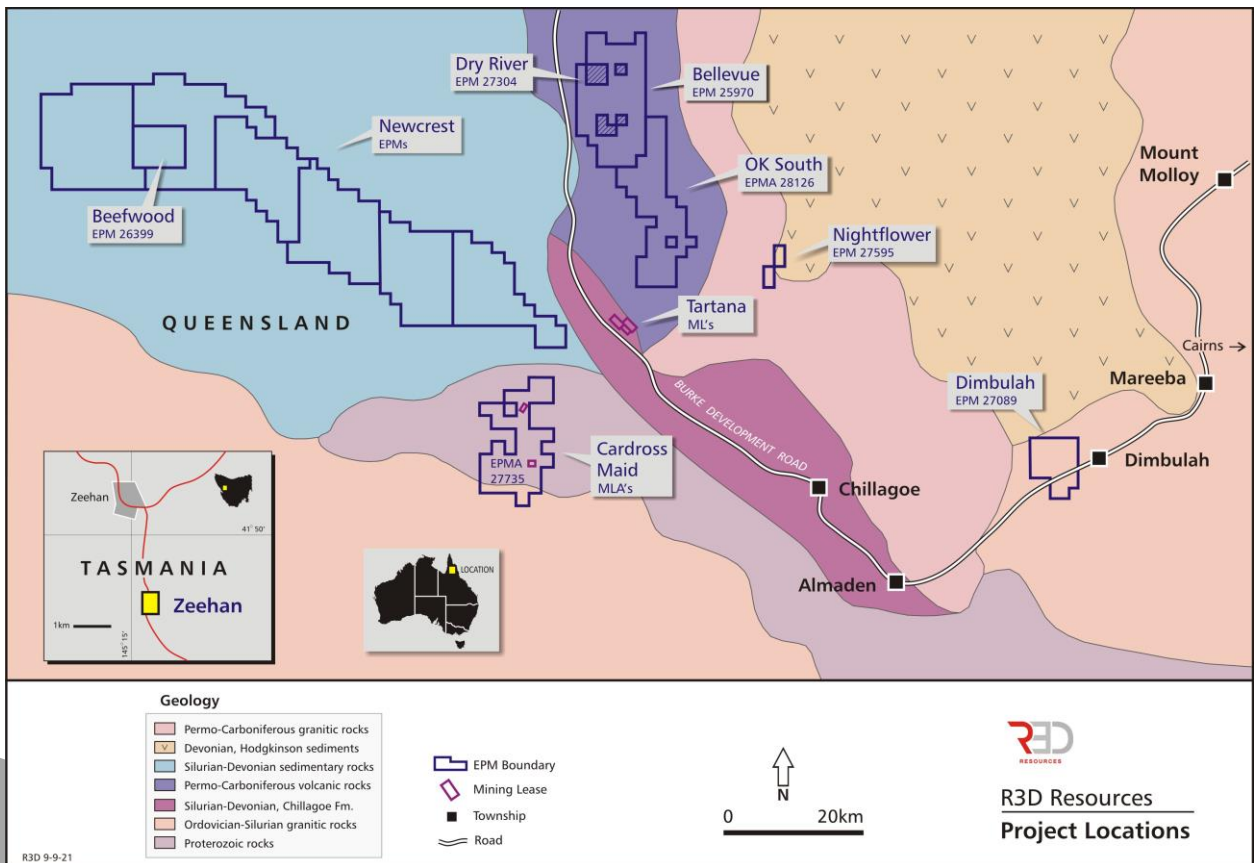 Dry River
EPM 27304
Bellevue
EPM 25970
Newcrest
EPMs
OK South
EPMA 28126
Mount
Molloy
Beefwood
EPM 26399
Nightflower
EPM 27595
QUEENSLAND
Tartana
ML's
Cairns →
Mareeba
BURKE DEVELOPMENT ROAD
Dimbulah
EPM 27089
Cardross
Maid
MLA's
EPMA
27735
Dimbulah
Chillagoe
Almaden
Zeehan
41° 50'
TASMANIA
Zeehan
1km
145° 15'
LOCATION
Geology
Permo-Carboniferous granitic rocks
V Devonian, Hodgkinson sediments
Silurian-Devonian sedimentary rocks
Permo-Carboniferous volcanic rocks
Silurian-Devonian, Chillagoe Fm.
Ordovician-Silurian granitic rocks
Proterozoic rocks
EPM Boundary
Mining Lease
Township
Road
N
0 20km
R3D
RESOURCES
R3D Resources
Project Locations
R3D 9-9-21